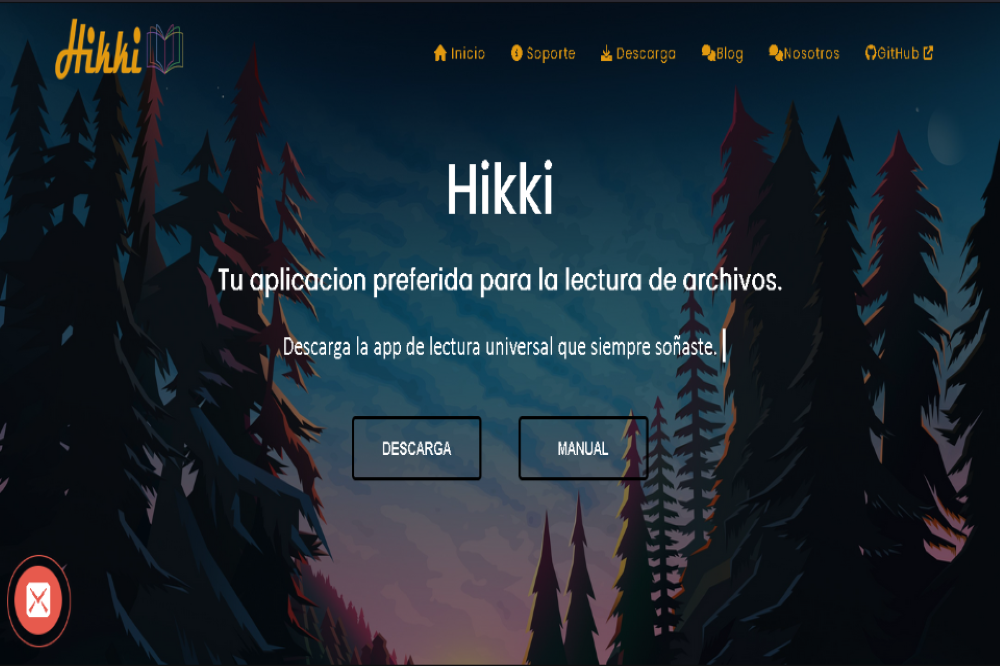 Hikki
Inicio Soporte Descarga Blog Nosotros GitHub
Hikki
Tu aplicacion preferida para la lectura de archivos.
Descarga la app de lectura universal que siempre soñaste.
DESCARGA MANUAL